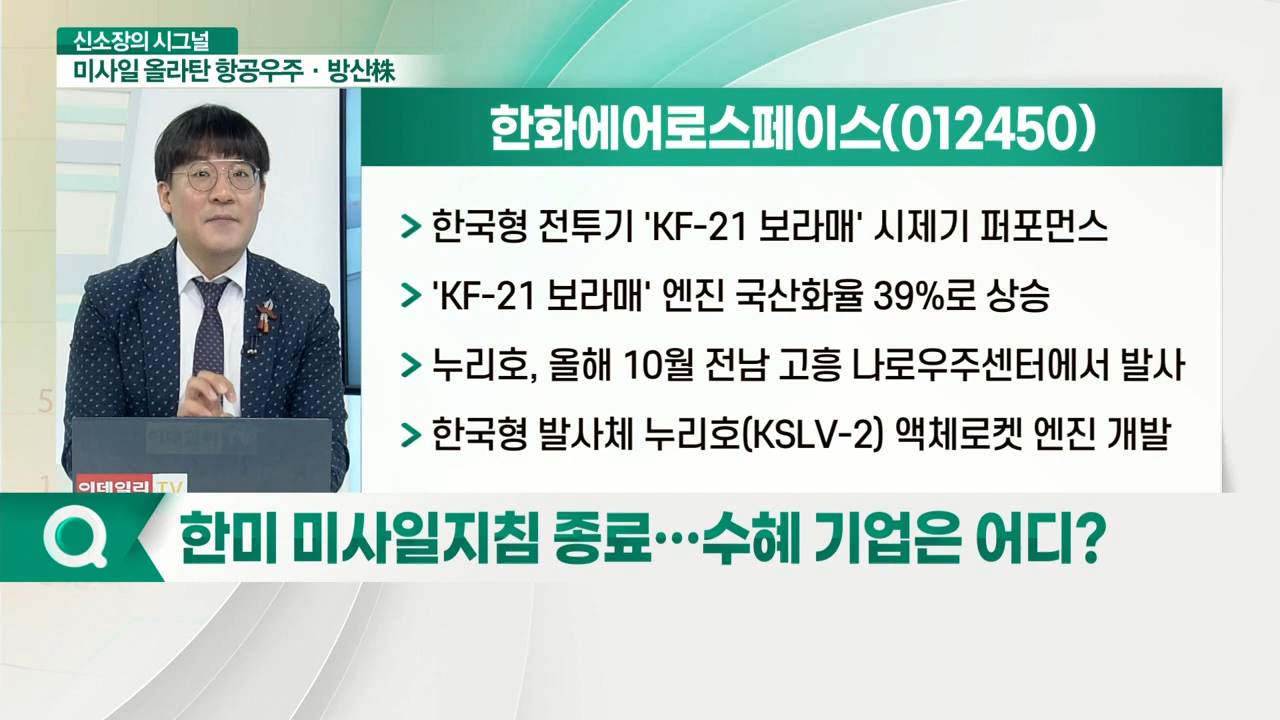 신소장의 시그널
미사일 올라탄 항공우주 · 방산株
한화에어로스페이스(012450)
> 한국형 전투기 'KF-21 보라매' 시제기 퍼포먼스
> 'KF-21 보라매' 엔진 국산화율 39%로 상승
> 누리호, 올해 10월 전남 고흥 나로우주센터에서 발사
> 한국형 발사체 누리호(KSLV-2) 액체로켓 엔진 개발
이데일리 TV
Q 한미 미사일지침 종료…수혜 기업은 어디?